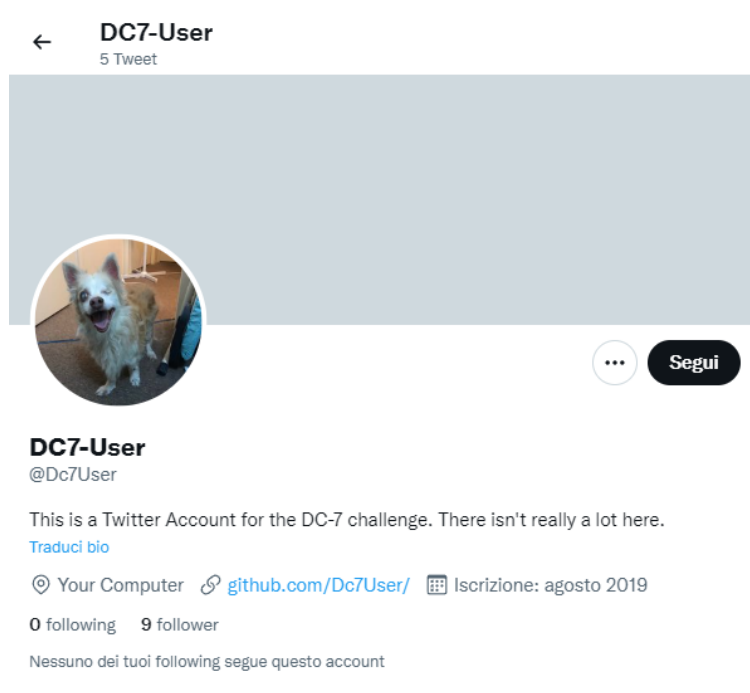 DC7-User
5 Tweet
Segui
DC7-User
@Dc7User
This is a Twitter Account for the DC-7 challenge. There isn't really a lot here.
Traduci bio
Your Computer github.com/Dc7User/ Iscrizione: agosto 2019
0 following 9 follower
Nessuno dei tuoi following segue questo account